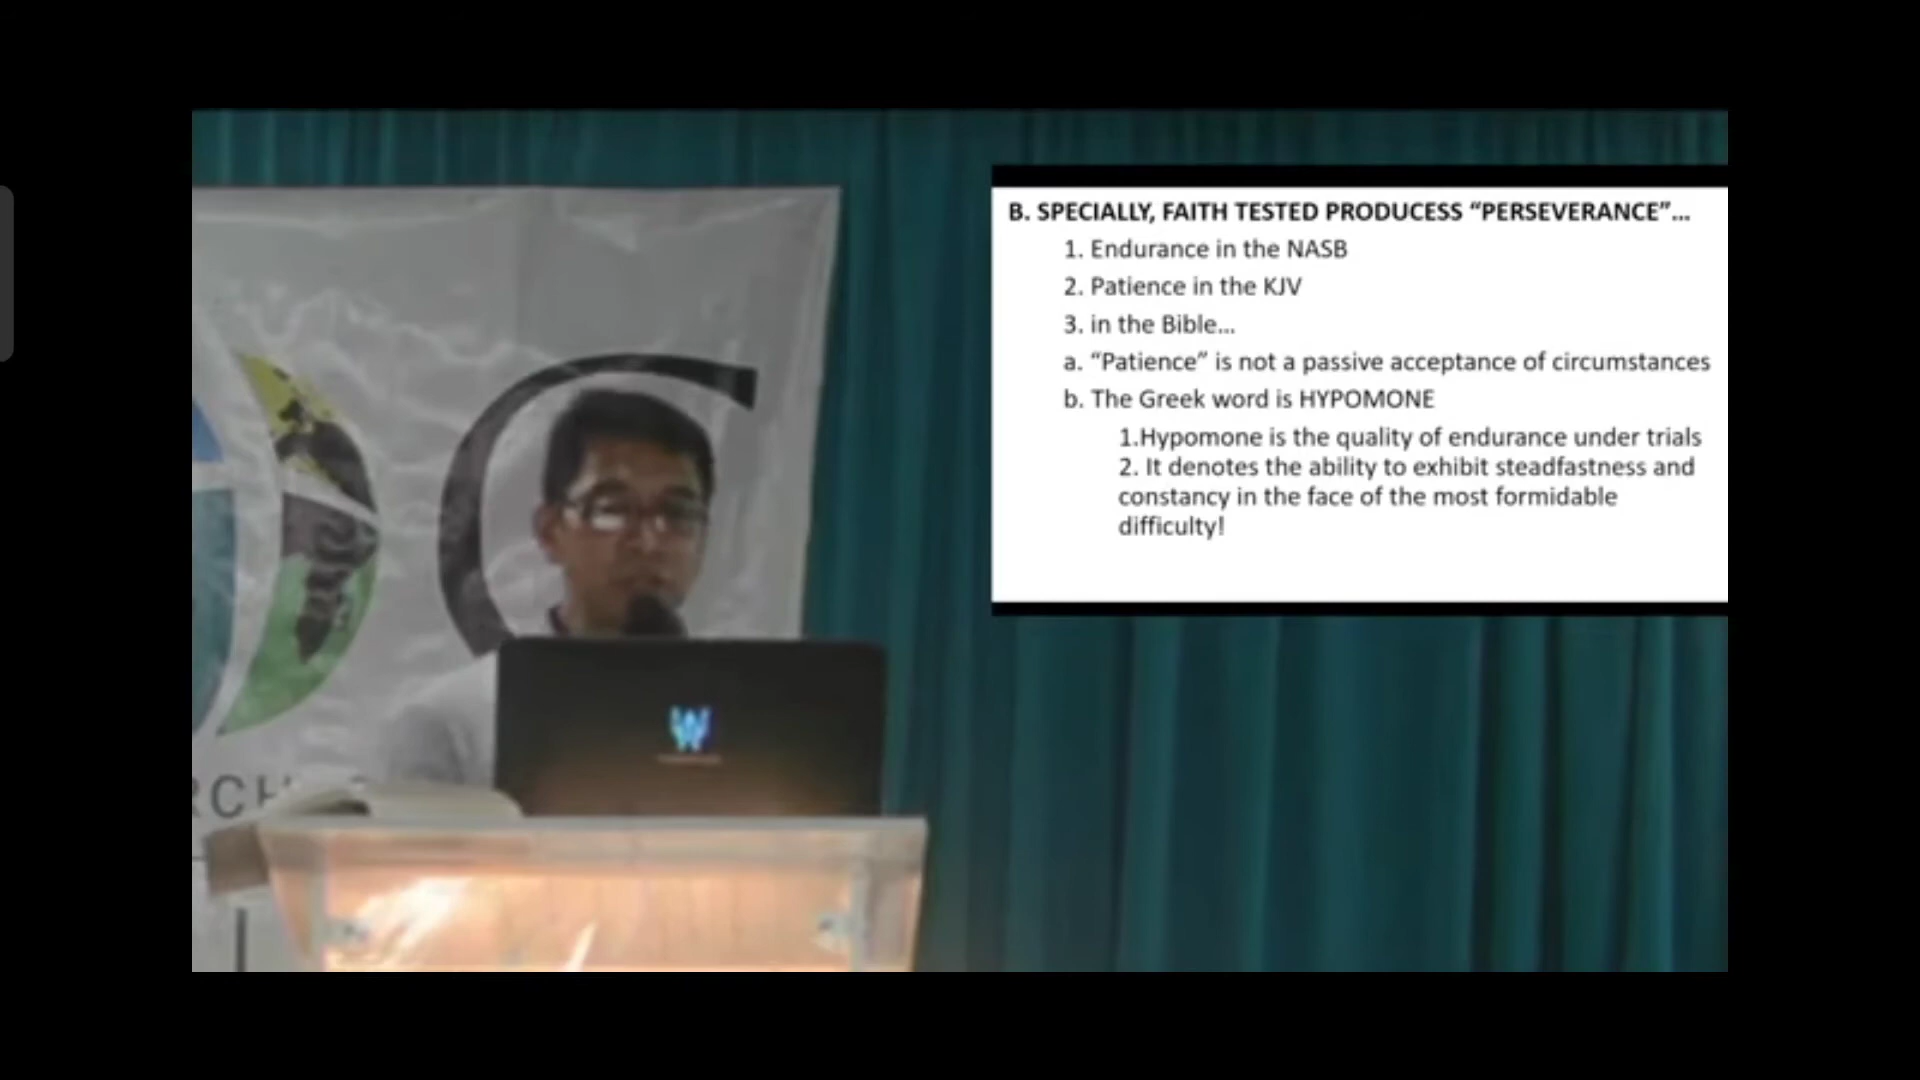 B. SPECIALLY, FAITH TESTED PRODUCESS “PERSEVERANCE”...
1. Endurance in the NASB
2. Patience in the KJV
3. in the Bible...
a. “Patience” is not a passive acceptance of circumstances
b. The Greek word is HYPOMONE
1.Hypomone is the quality of endurance under trials
2. It denotes the ability to exhibit steadfastness and
constancy in the face of the most formidable
difficulty!
C
RCH
W